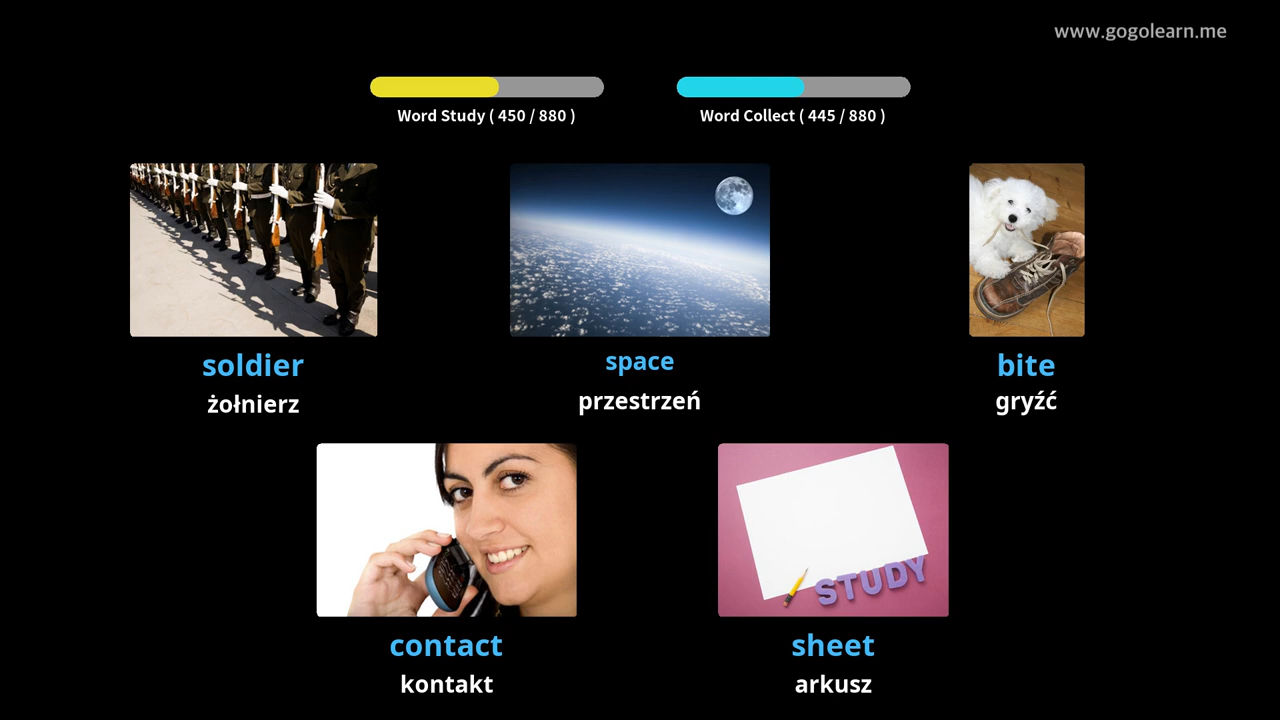 www.gogolearn.me
Word Study ( 450 / 880 )
Word Collect ( 445 / 880 )
soldier
żołnierz
space
przestrzeń
bite
gryźć
STUDY
contact
kontakt
sheet
arkusz